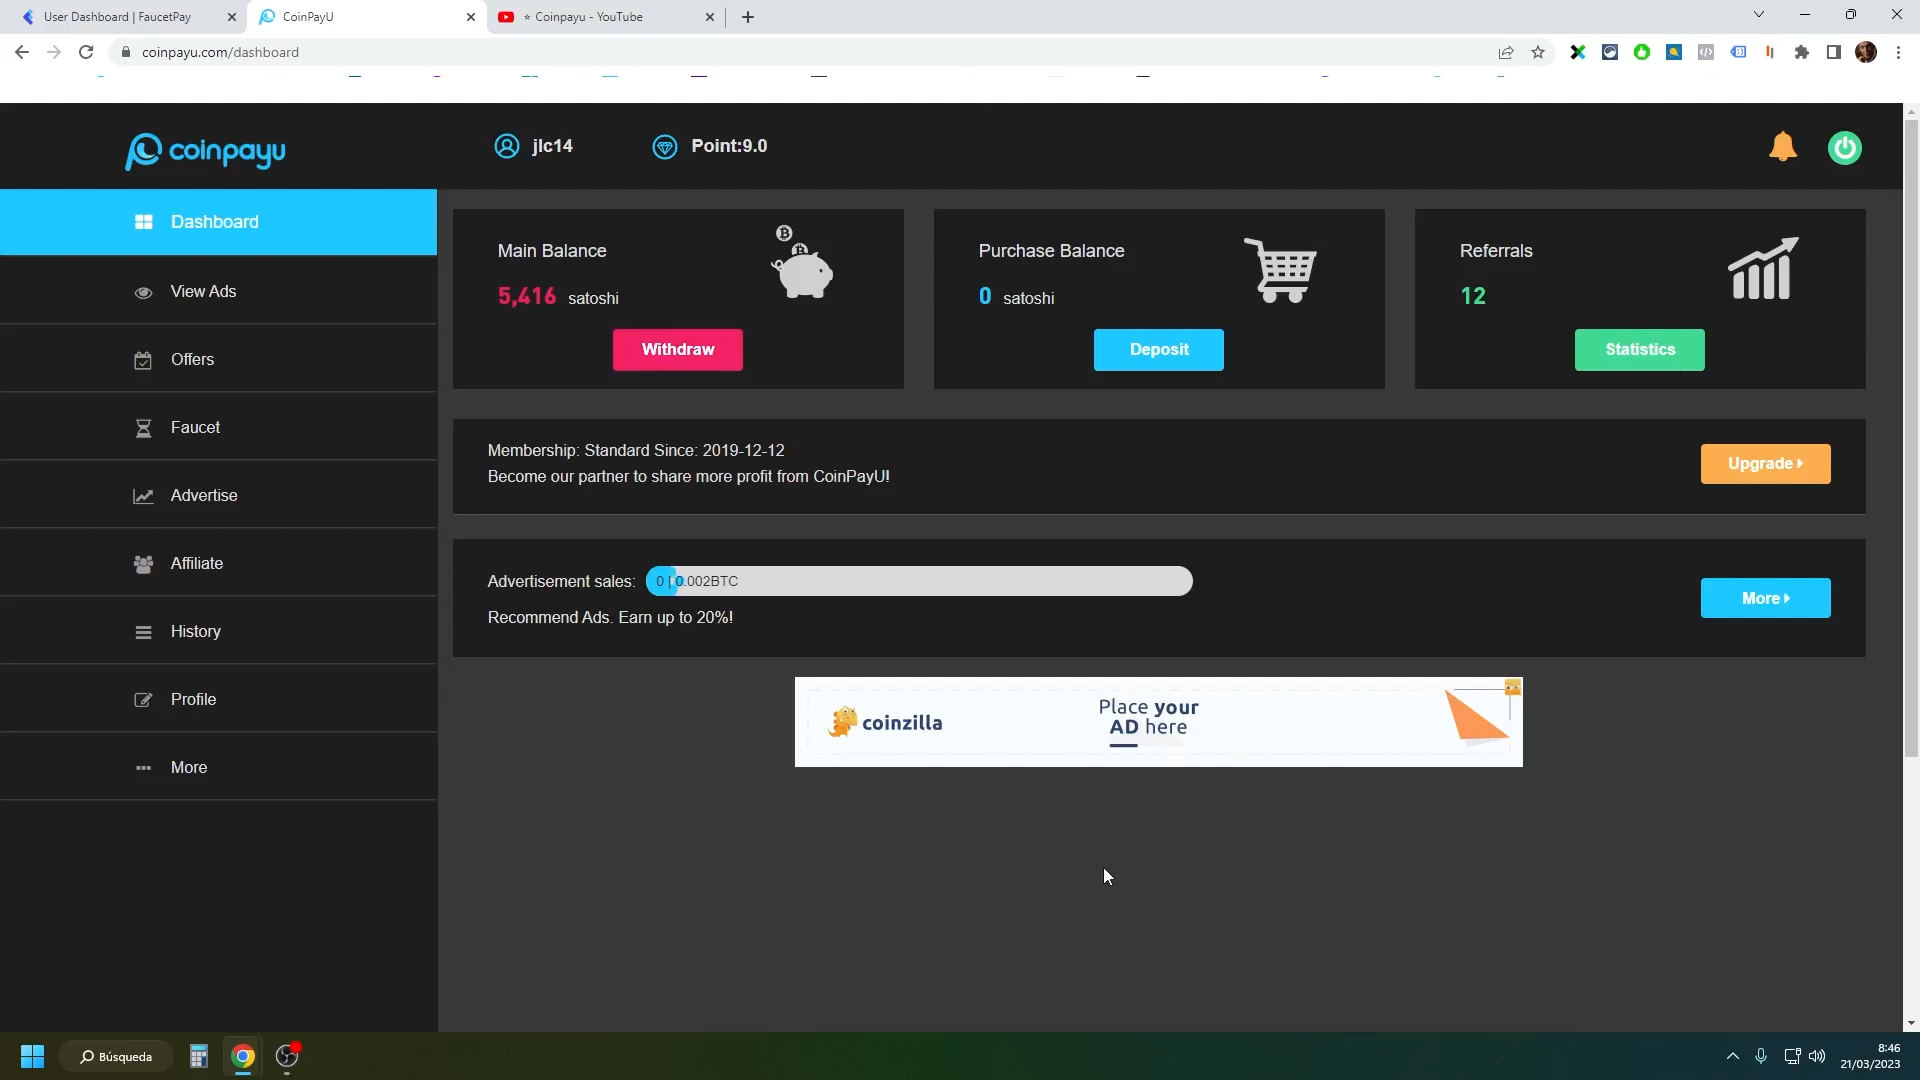 User Dashboard | FaucetPay
CoinPayU
⭐ Coinpayu - YouTube
coinpayu.com/dashboard
coinpayu
jlc14
Point:9.0
Dashboard
View Ads
Offers
Faucet
Advertise
Affiliate
History
Profile
More
Main Balance
5,416 satoshi
Withdraw
Purchase Balance
0 satoshi
Deposit
Referrals
12
Statistics
Membership: Standard Since: 2019-12-12
Become our partner to share more profit from CoinPayU!
Upgrade
Advertisement sales:
0 | 0.002BTC
Recommend Ads. Earn up to 20%!
More
coinzilla
Place your
AD here
Búsqueda
8:46
21/03/2023